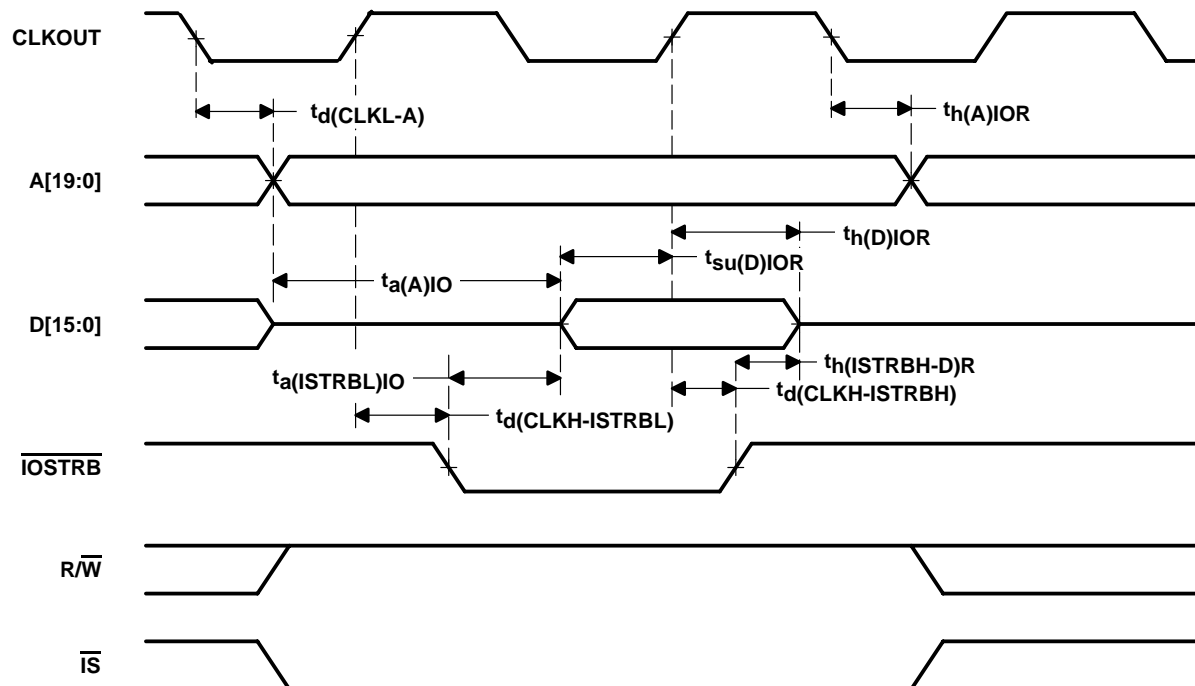 CLKOUT
td(CLKL-A)
th(A)IOR
A[19:0]
th(D)IOR
tsu(D)IOR
ta(A)IO
D[15:0]
th(ISTRBH-D)R
ta(ISTRBL)IO
td(CLKH-ISTRBH)
td(CLKH-ISTRBL)
IOSTRB
R/W
IS